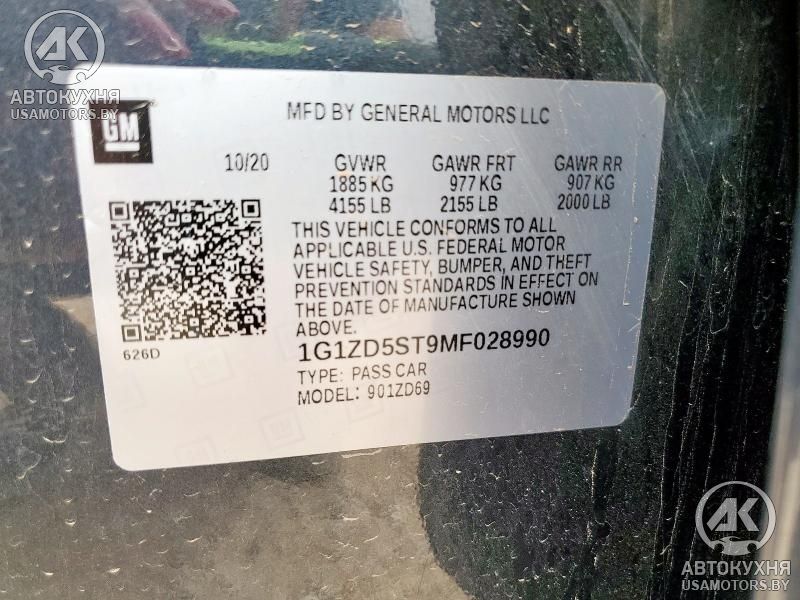 АК
АВТОКУХНЯ
USAMOTORS.BY
GM
MFD BY GENERAL MOTORS LLC
10/20 GVWR GAWR FRT GAWR RR
1885 KG 977 KG 907 KG
4155 LB 2155 LB 2000 LB
THIS VEHICLE CONFORMS TO ALL
APPLICABLE U.S. FEDERAL MOTOR
VEHICLE SAFETY, BUMPER, AND THEFT
PREVENTION STANDARDS IN EFFECT ON
THE DATE OF MANUFACTURE SHOWN
ABOVE.
626D
1G1ZD5ST9MF028990
TYPE: PASS CAR
MODEL: 901ZD69
АК
АВТОКУХНЯ
USAMOTORS.BY